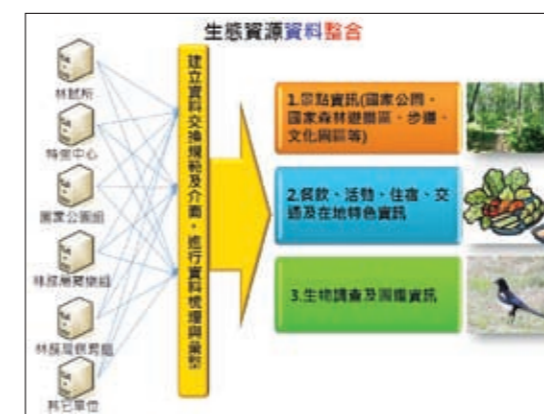 生態資源資料整合
林試所
特生中心
國家公園組
林務局育樂組
林務局保育組
其它單位
建立資料交換規範及介面，進行資料梳理與彙整
1.景點資訊(國家公園、
國家森林遊樂區、步道、
文化園區等)
2.餐飲、活動、住宿、交
通及在地特色資訊
3.生物調查及圖鑑資訊